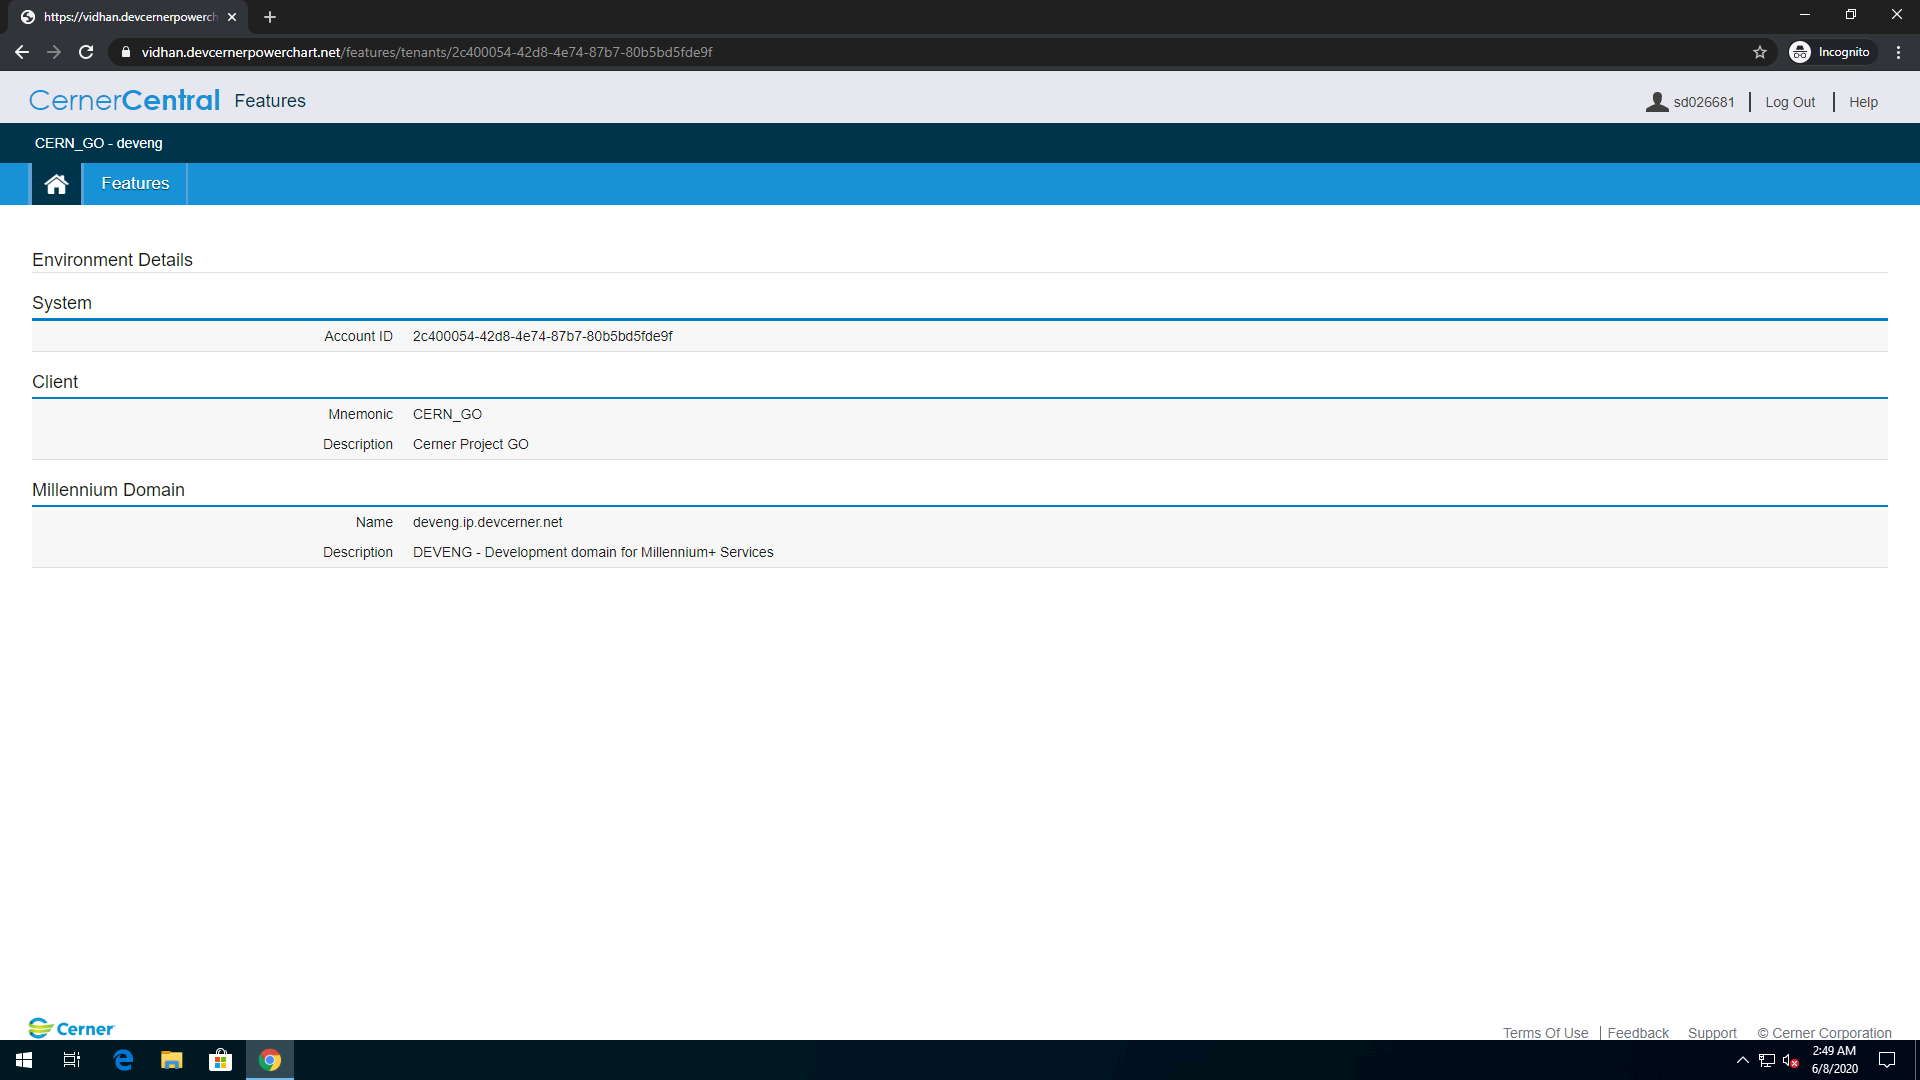 https://vidhan.devcernerpowerch
vidhan.devcernerpowerchart.net/features/tenants/2c400054-42d8-4e74-87b7-80b5bd5fde9f
Incognito
CernerCentral Features
sd026681
Log Out
Help
CERN_GO - deveng
Features
Environment Details
System
Account ID 2c400054-42d8-4e74-87b7-80b5bd5fde9f
Client
Mnemonic CERN_GO
Description Cerner Project GO
Millennium Domain
Name deveng.ip.devcerner.net
Description DEVENG - Development domain for Millennium+ Services
Cerner
Terms Of Use
Feedback
Support
© Cerner Corporation
2:49 AM
6/8/2020